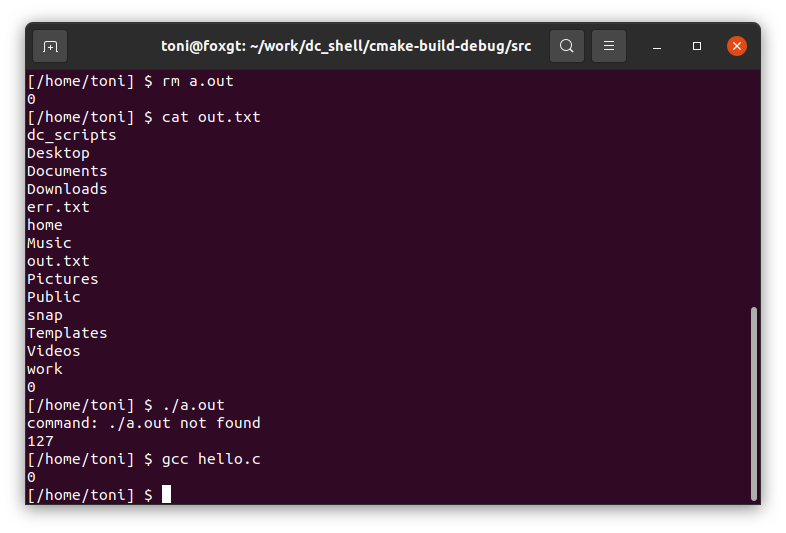 toni@foxgt: ~/work/dc_shell/cmake-build-debug/src
[/home/toni] $ rm a.out
0
[/home/toni] $ cat out.txt
dc_scripts
Desktop
Documents
Downloads
err.txt
home
Music
out.txt
Pictures
Public
snap
Templates
Videos
work
0
[/home/toni] $ ./a.out
command: ./a.out not found
127
[/home/toni] $ gcc hello.c
0
[/home/toni] $